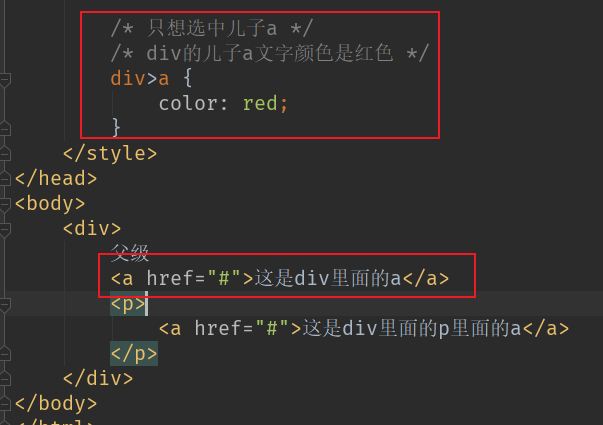 /* 只想选中儿子a */
/* div的儿子a文字颜色是红色 */
div>a {
color: red;
}
</style>
</head>
<body>
<div>
父级
<a href="#">这是div里面的a</a>
<p>
<a href="#">这是div里面的p里面的a</a>
</p>
</div>
</body>
</html>